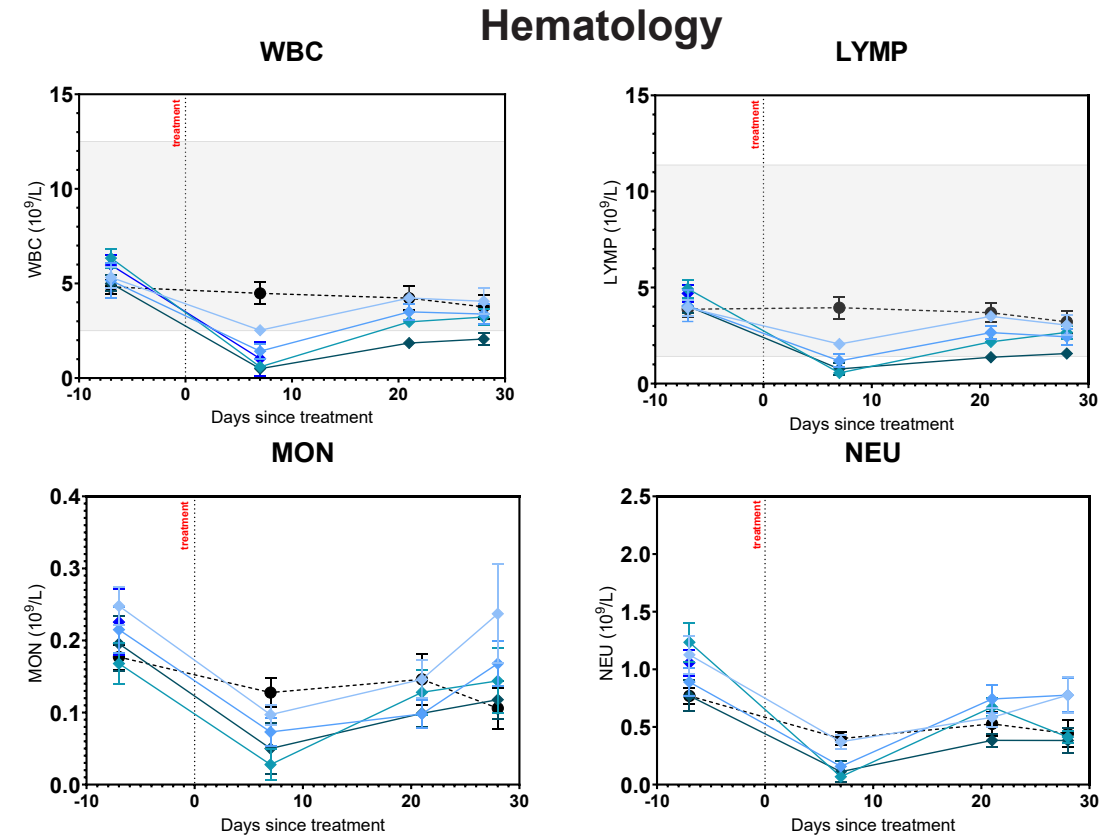 Hematology
WBC
15
10
5
0
-10
0
10
20
30
WBC (10⁹/L)
treatment
Days since treatment
LYMP
15
10
5
0
-10
0
10
20
30
LYMP (10⁹/L)
treatment
Days since treatment
MON
0.4
0.3
0.2
0.1
0.0
-10
0
10
20
30
MON (10⁹/L)
treatment
Days since treatment
NEU
2.5
2.0
1.5
1.0
0.5
0.0
-10
0
10
20
30
NEU (10⁹/L)
treatment
Days since treatment